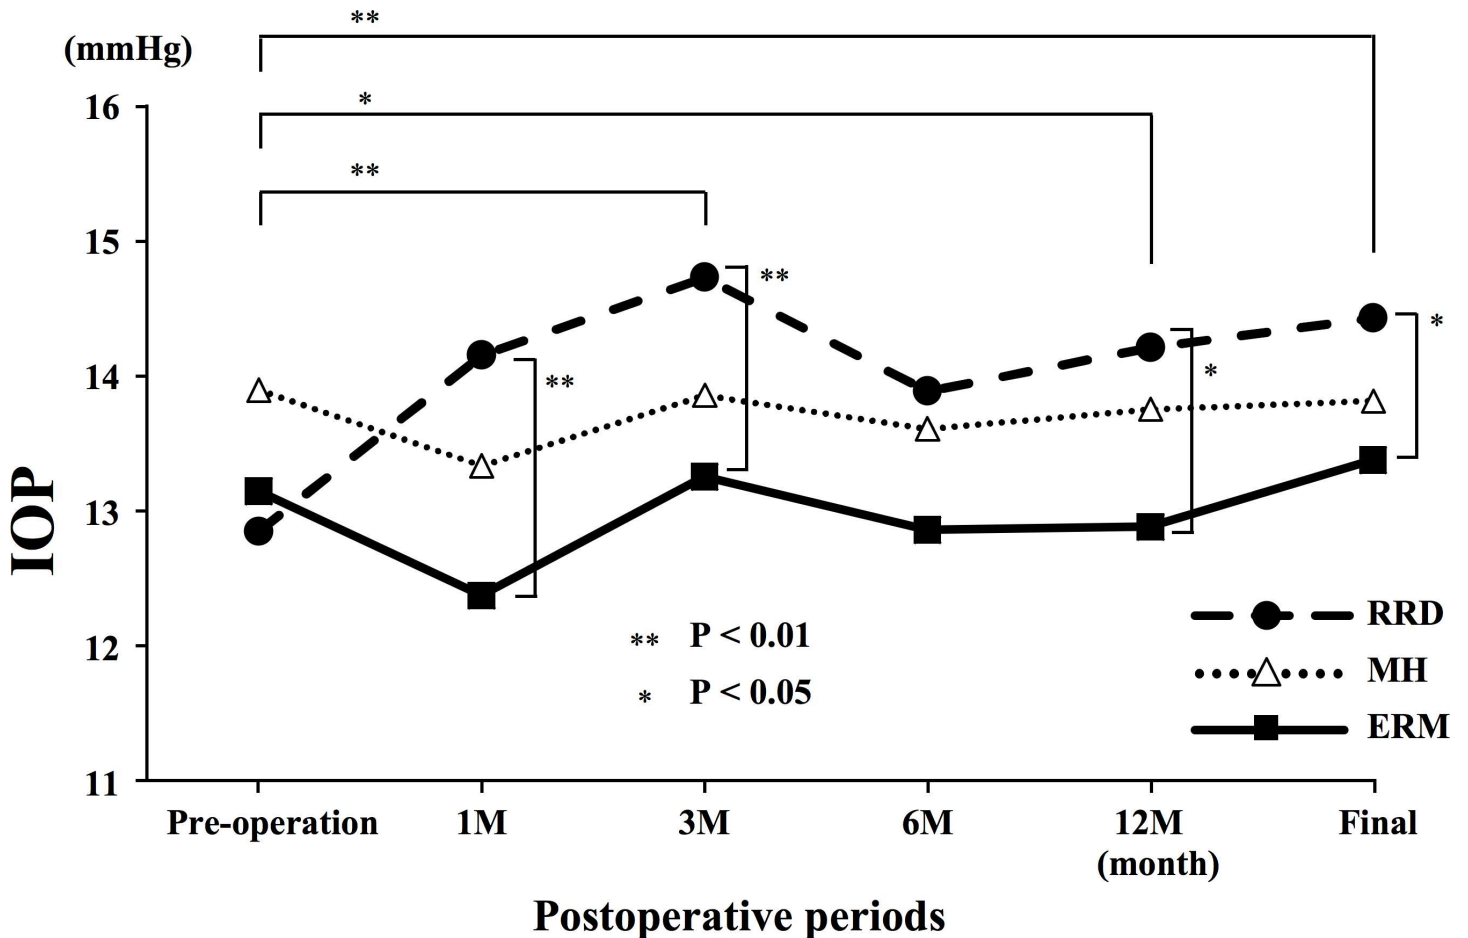 **
(mmHg)
16
*
**
15
**
*
14
**
*
13
12
11
IOP
** P < 0.01
* P < 0.05
RRD
MH
ERM
Pre-operation 1M 3M 6M 12M Final
(month)
Postoperative periods